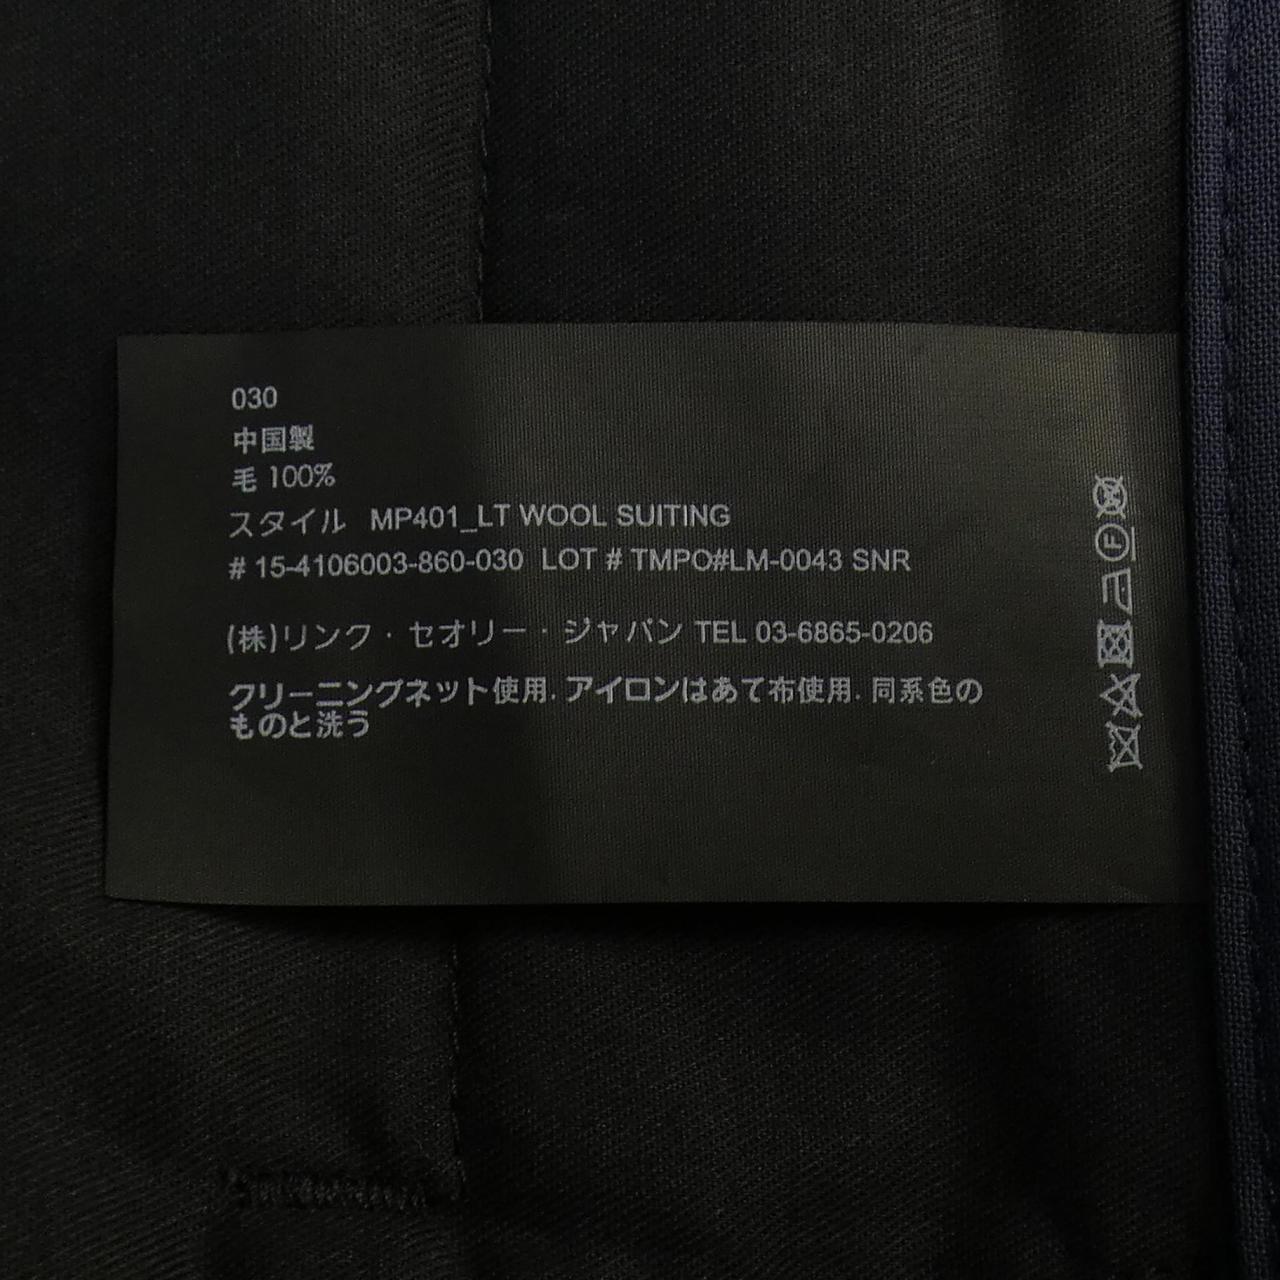 030
中国製
毛 100%
スタイル MP401_LT WOOL SUITING
# 15-4106003-860-030 LOT # TMPO#LM-0043 SNR
(株)リンク・セオリー・ジャパン TEL 03-6865-0206
クリーニングネット使用. アイロンはあて布使用. 同系色の
ものと洗う
F